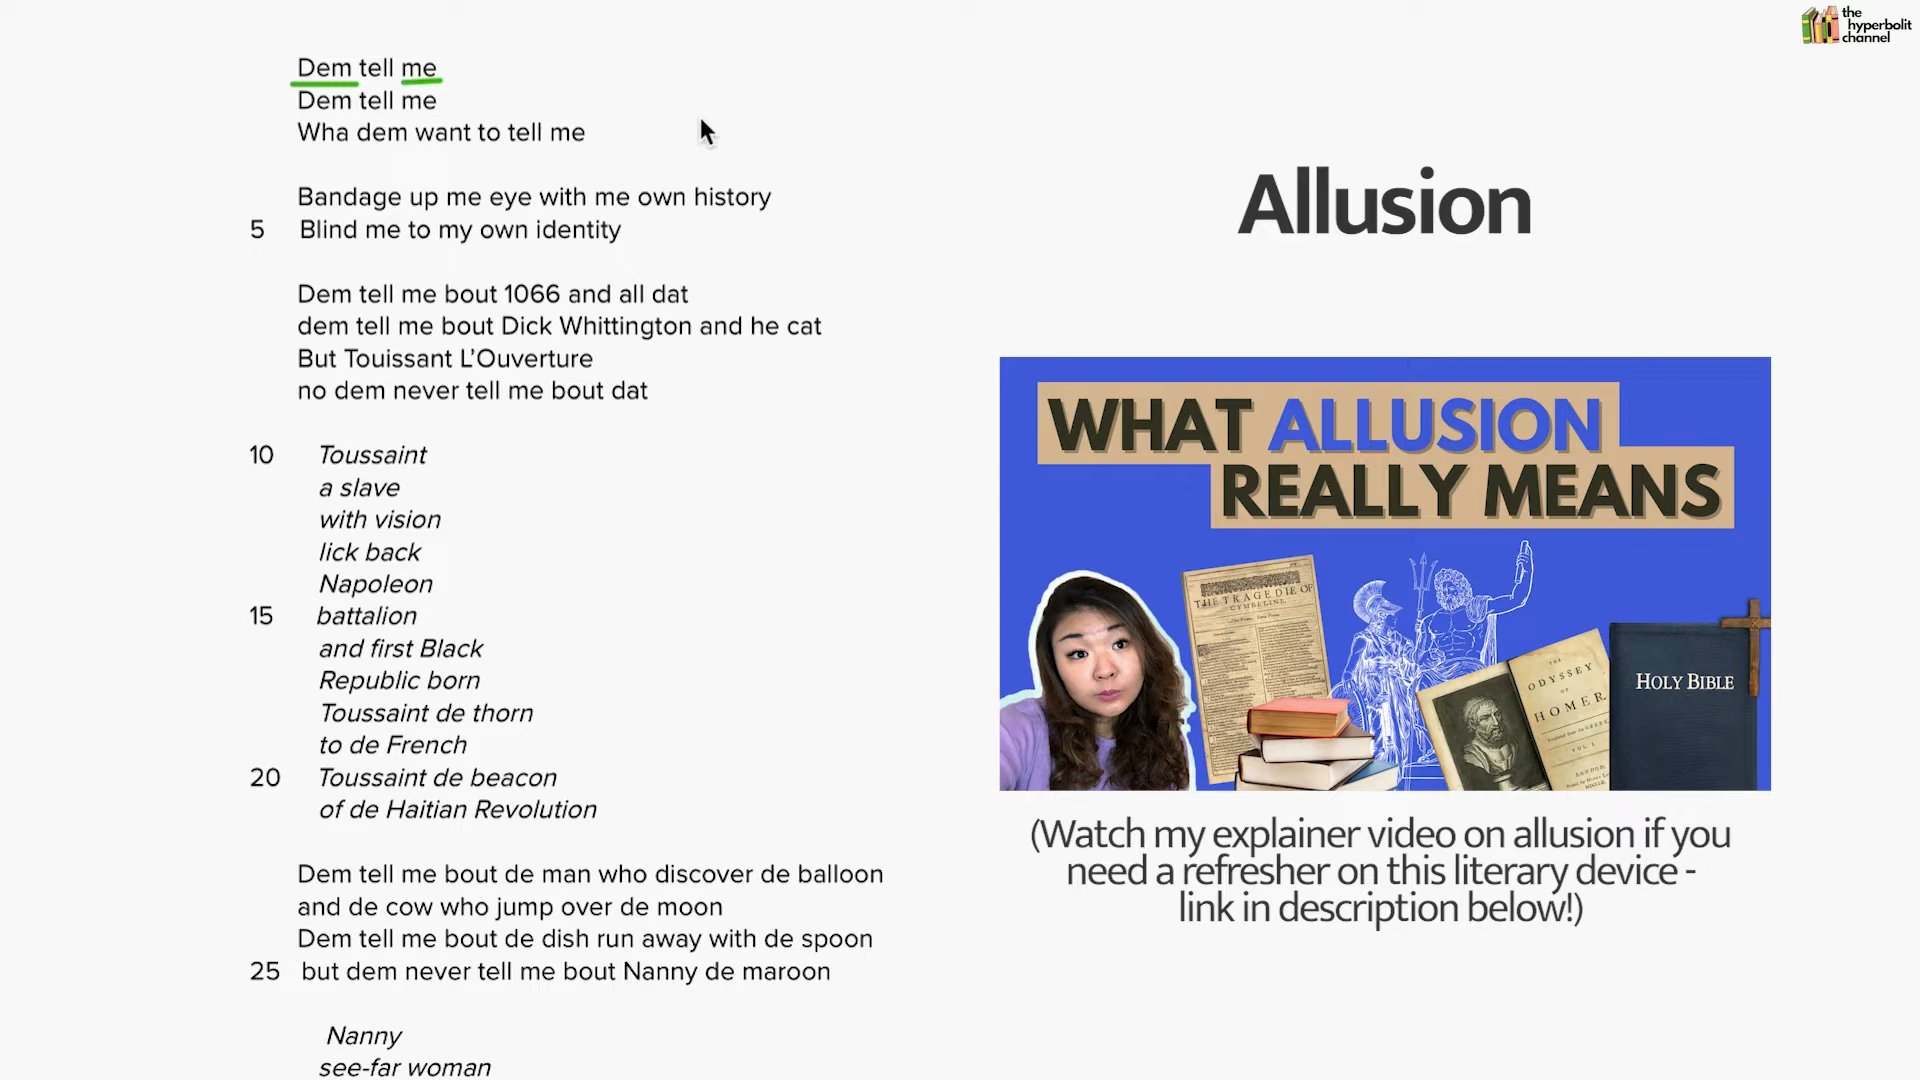 the
hyperbolit
channel
Dem tell me
Dem tell me
Wha dem want to tell me
Bandage up me eye with me own history
5 Blind me to my own identity
Dem tell me bout 1066 and all dat
dem tell me bout Dick Whittington and he cat
But Touissant L’Ouverture
no dem never tell me bout dat
10 Toussaint
a slave
with vision
lick back
Napoleon
15 battalion
and first Black
Republic born
Toussaint de thorn
to de French
20 Toussaint de beacon
of de Haitian Revolution
Dem tell me bout de man who discover de balloon
and de cow who jump over de moon
Dem tell me bout de dish run away with de spoon
25 but dem never tell me bout Nanny de maroon
Nanny
see-far woman
Allusion
WHAT ALLUSION
REALLY MEANS
THE TRAGEDIE OF
CYMBELINE.
THE
ODYSSEY
OF
HOMER
VOL. I.
LONDON,
HOLY BIBLE
(Watch my explainer video on allusion if you
need a refresher on this literary device -
link in description below!)